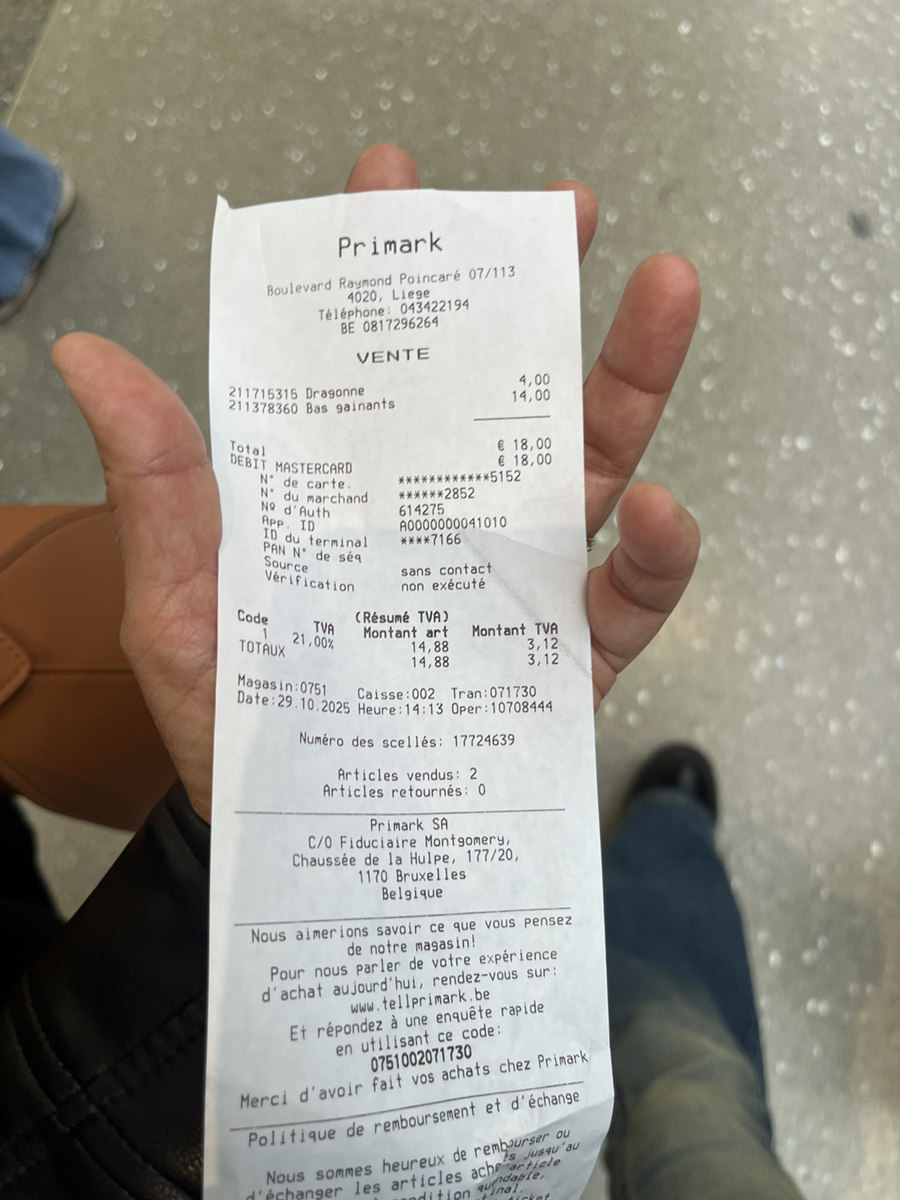 Primark
Boulevard Raymond Poincaré 07/113
4020, Liege
Téléphone: 043422194
BE 0817296264
VENTE
211715315 Dragonne 4,00
211378360 Bas gainants 14,00
Total € 18,00
DEBIT MASTERCARD € 18,00
N° de carte. ************5152
N° du marchand ******2852
Nº d'Auth 614275
App. ID A0000000041010
ID du terminal ****7166
PAN N° de séq
Source sans contact
Vérification non exécuté
(Résumé TVA)
Code TVA Montant art Montant TVA
1 21,00% 14,88 3,12
TOTAUX 14,88 3,12
Magasin:0751 Caisse:002 Tran:071730
Date:29.10.2025 Heure:14:13 Oper:10708444
Numéro des scellés: 17724639
Articles vendus: 2
Articles retournés: 0
Primark SA
C/O Fiduciaire Montgomery,
Chaussée de la Hulpe, 177/20,
1170 Bruxelles
Belgique
Nous aimerions savoir ce que vous pensez
de notre magasin!
Pour nous parler de votre expérience
d'achat aujourd'hui, rendez-vous sur:
www.tellprimark.be
Et répondez à une enquête rapide
en utilisant ce code:
0751002071730
Merci d'avoir fait vos achats chez Primark
Politique de remboursement et d'échange
Nous sommes heureux de rembourser ou
d'échanger les articles jusqu'au
article
ticket